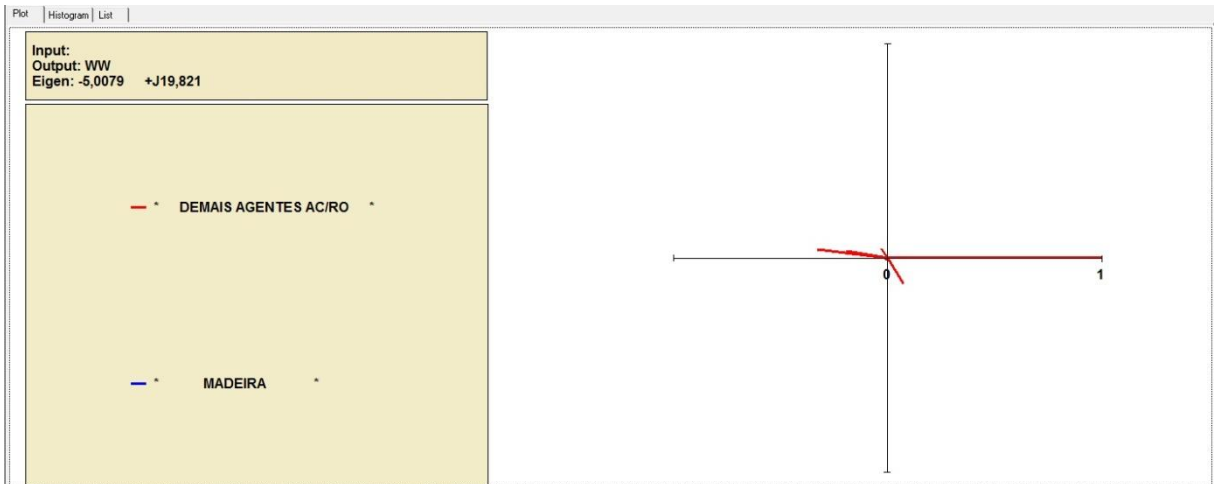 Plot Histogram List
Input:
Output: WW
Eigen: -5,0079 +J19,821
* DEMAIS AGENTES AC/RO *
* MADEIRA *
0 1